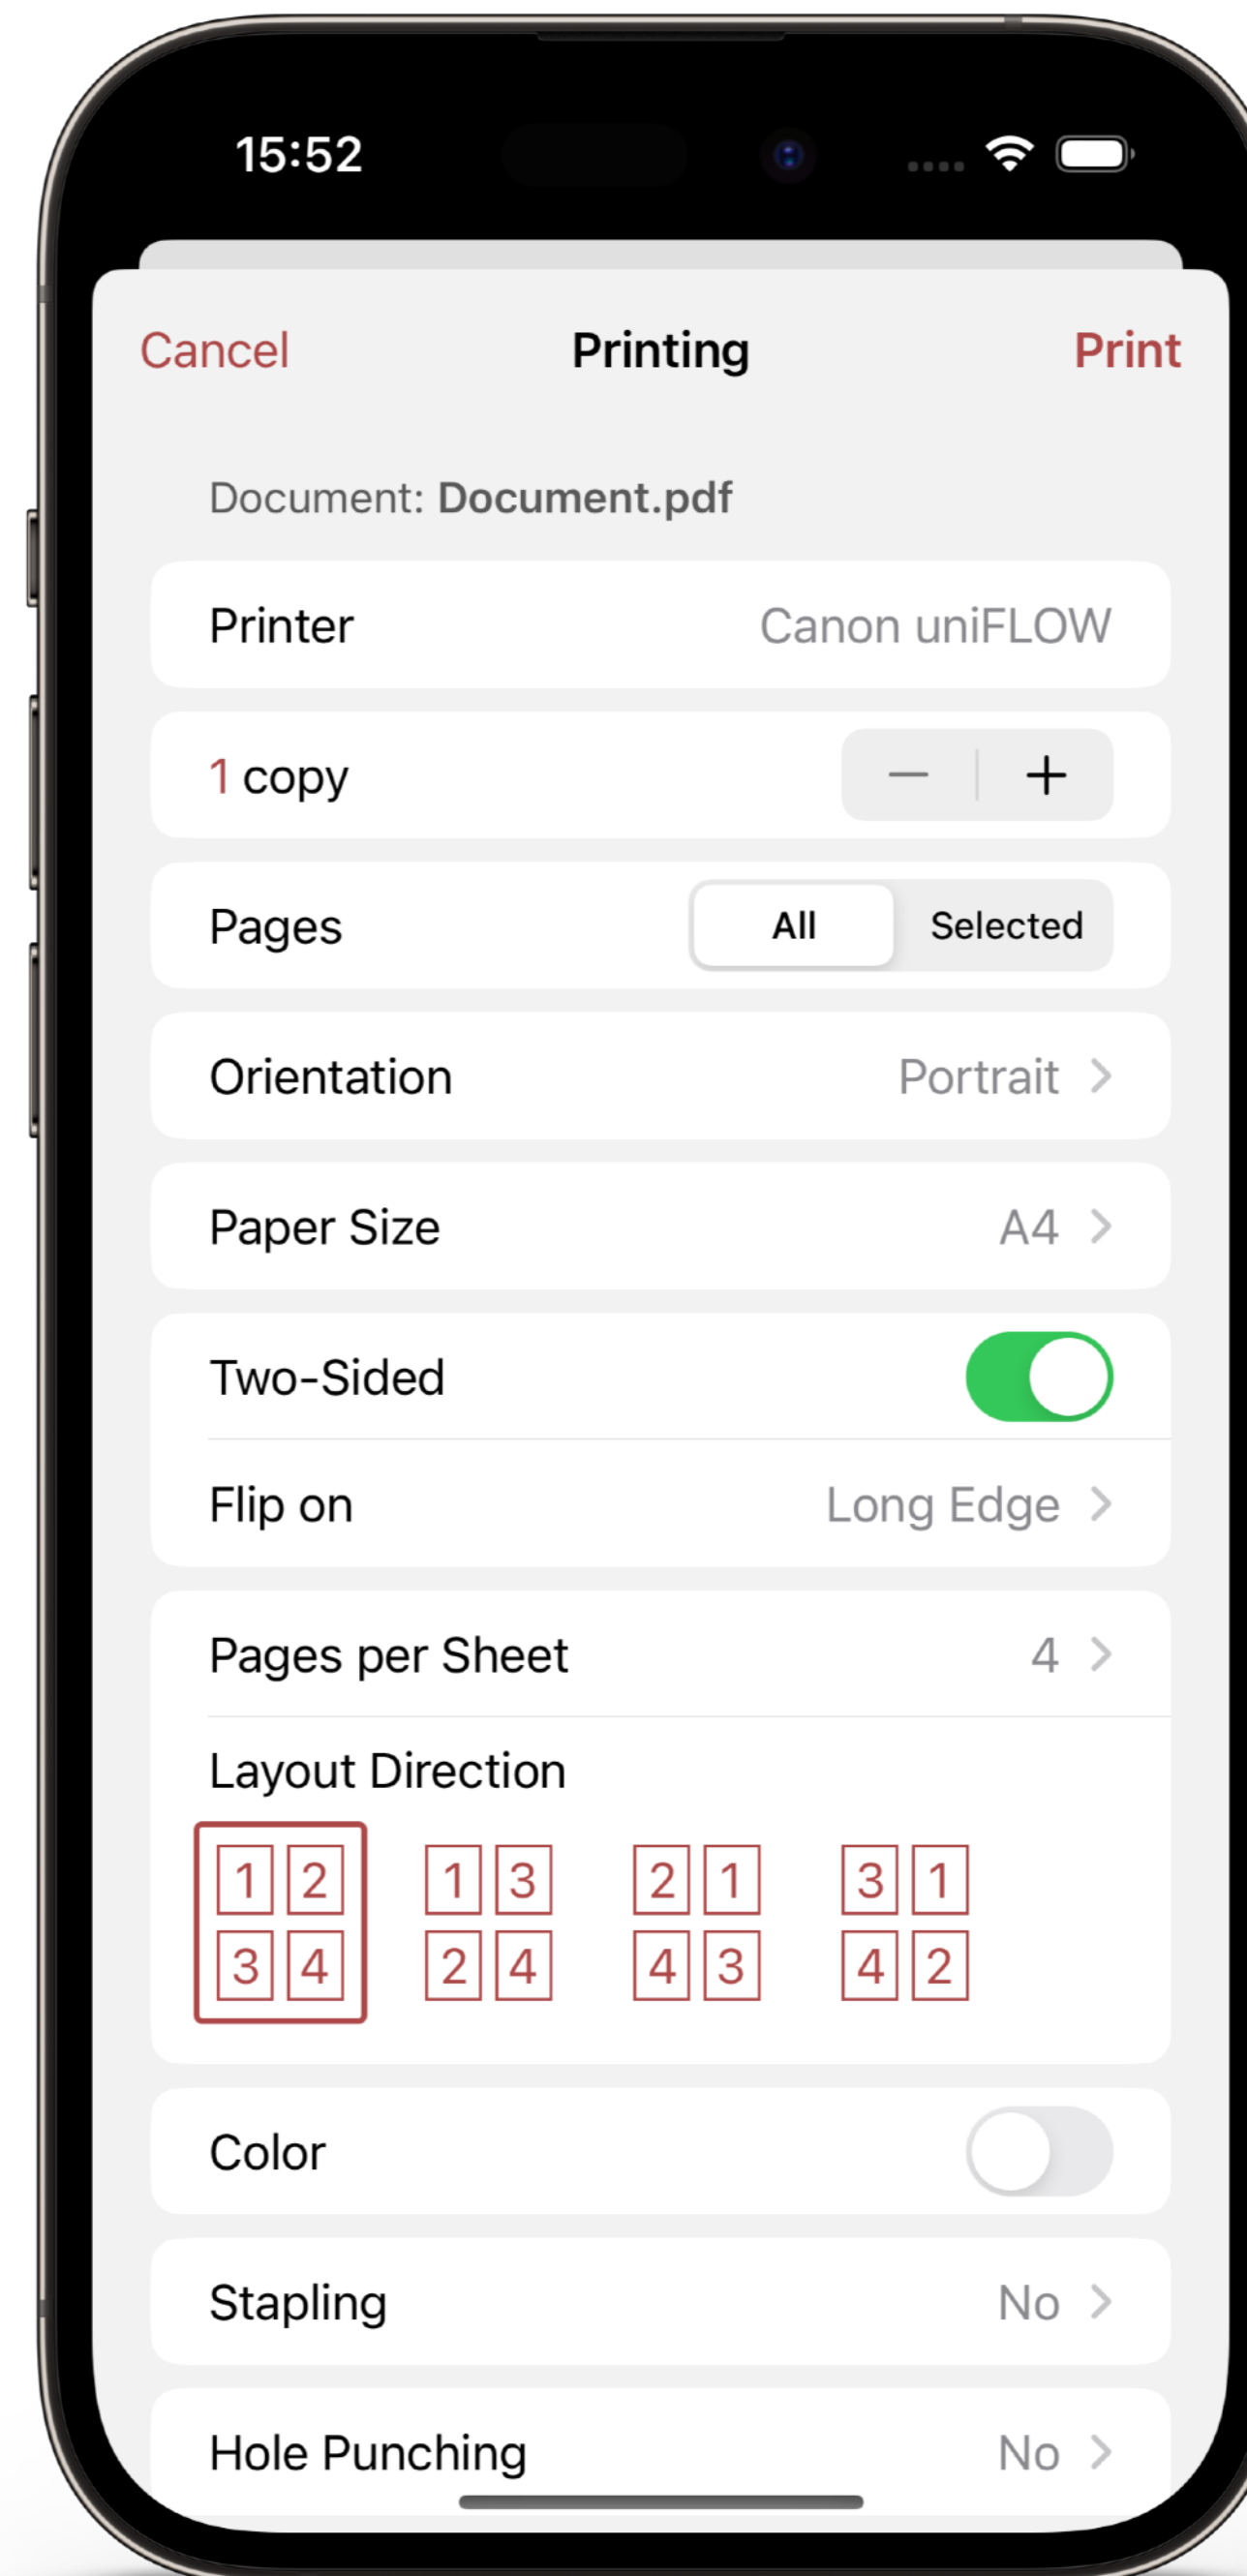 15:52
Cancel Printing Print
Document: Document.pdf
Printer Canon uniFLOW
1 copy − +
Pages All Selected
Orientation Portrait >
Paper Size A4 >
Two-Sided
Flip on Long Edge >
Pages per Sheet 4 >
Layout Direction
1 2 1 3 2 1 3 1
3 4 2 4 4 3 4 2
Color
Stapling No >
Hole Punching No >